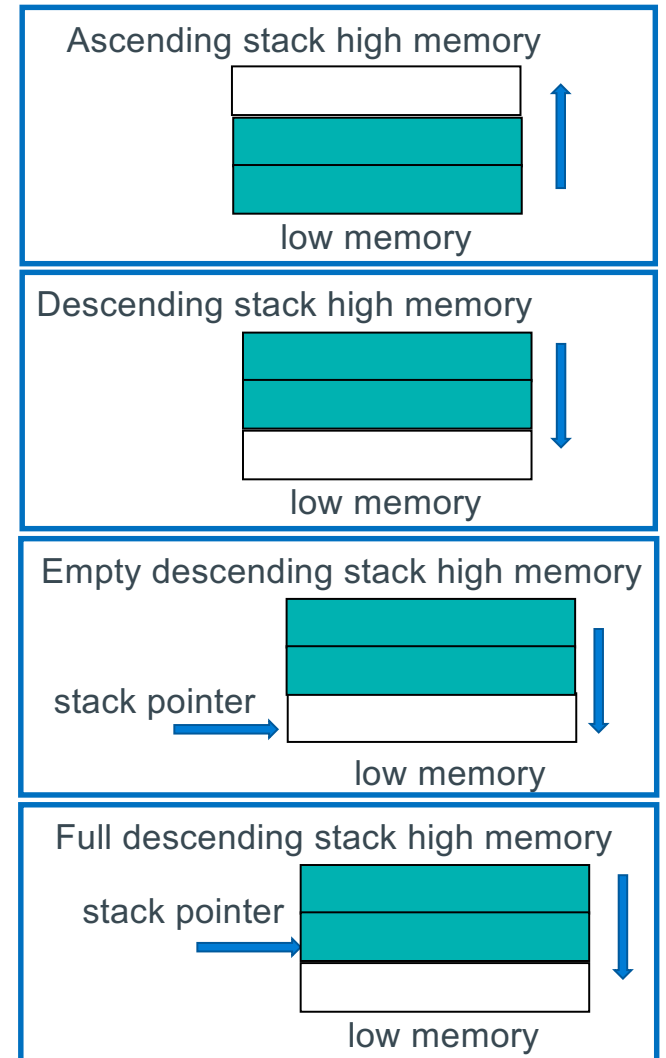 Ascending stack high memory
low memory
Descending stack high memory
low memory
Empty descending stack high memory
stack pointer
low memory
Full descending stack high memory
stack pointer
low memory